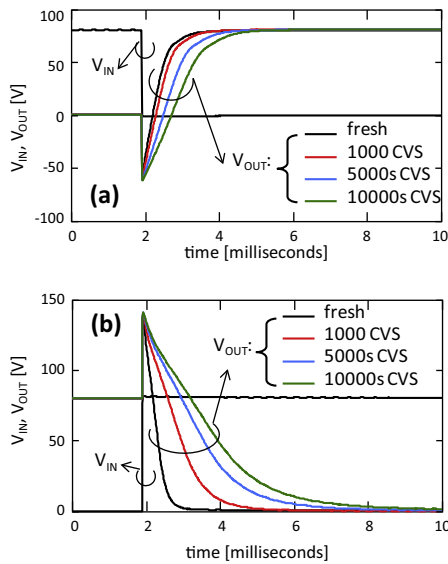 100
50
0
-50
-100
V_IN, V_OUT [V]
V_IN
(a)
V_OUT:
fresh
1000 CVS
5000s CVS
10000s CVS
0 2 4 6 8 10
time [milliseconds]
150
100
50
0
V_IN, V_OUT [V]
(b)
V_OUT:
fresh
1000 CVS
5000s CVS
10000s CVS
V_IN
0 2 4 6 8 10
time [milliseconds]